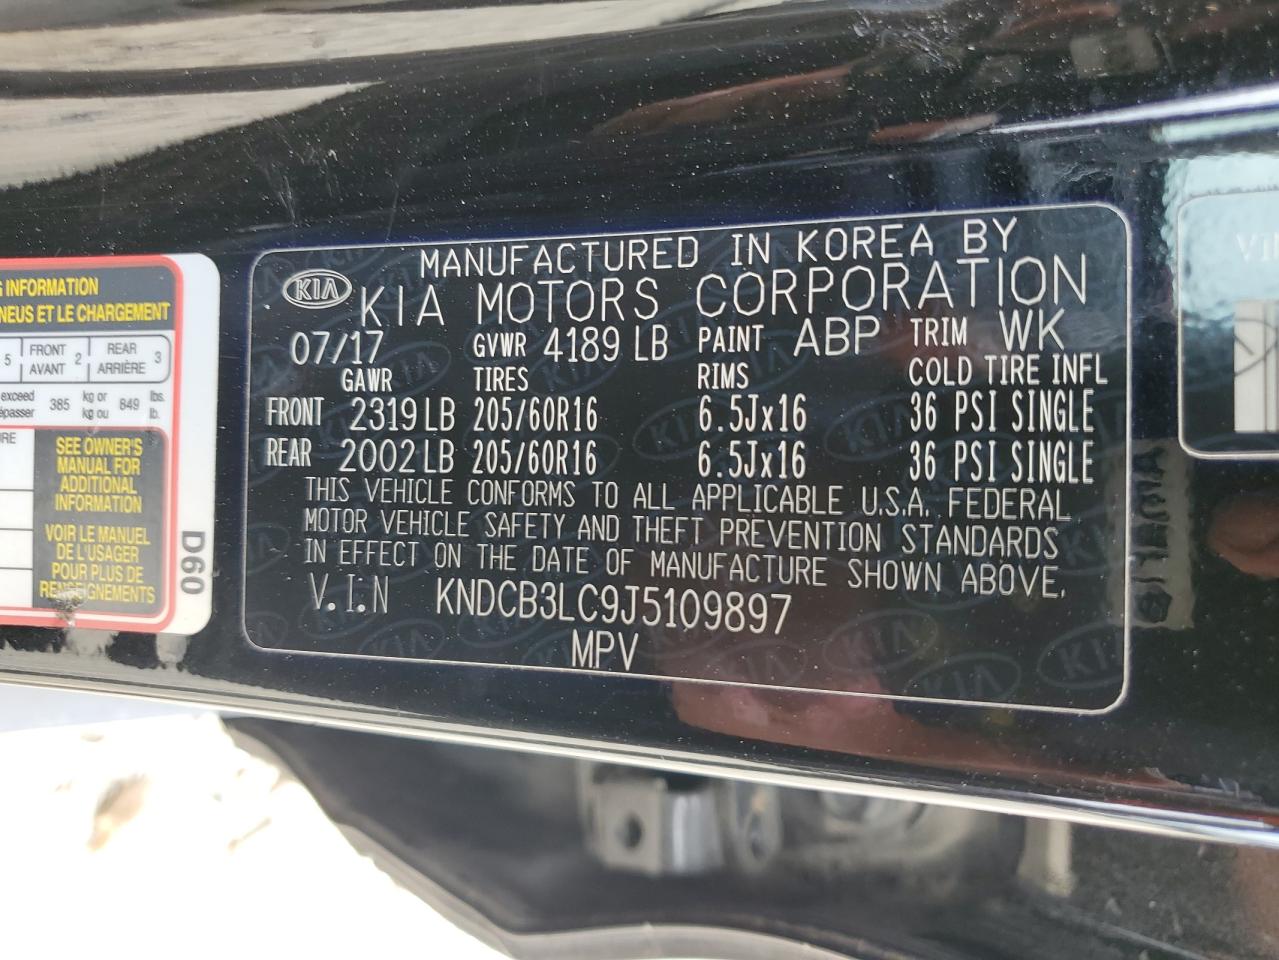 MANUFACTURED IN KOREA BY
KIA KIA MOTORS CORPORATION
07/17 GVWR 4189 LB PAINT ABP TRIM WK
GAWR TIRES RIMS COLD TIRE INFL
FRONT 2319 LB 205/60R16 6.5Jx16 36 PSI SINGLE
REAR 2002 LB 205/60R16 6.5Jx16 36 PSI SINGLE
THIS VEHICLE CONFORMS TO ALL APPLICABLE U.S.A. FEDERAL
MOTOR VEHICLE SAFETY AND THEFT PREVENTION STANDARDS
IN EFFECT ON THE DATE OF MANUFACTURE SHOWN ABOVE.
V.I.N KNDCB3LC9J5109897
MPV
INFORMATION
ET LE CHARGEMENT
5 FRONT 2 REAR 3
AVANT ARRIÈRE
exceed 385 kg or 849 lbs.
kg ou lb.
SEE OWNER'S
MANUAL FOR
ADDITIONAL
INFORMATION
VOIR LE MANUEL
DE L'USAGER
POUR PLUS DE
RENSEIGNEMENTS
D60